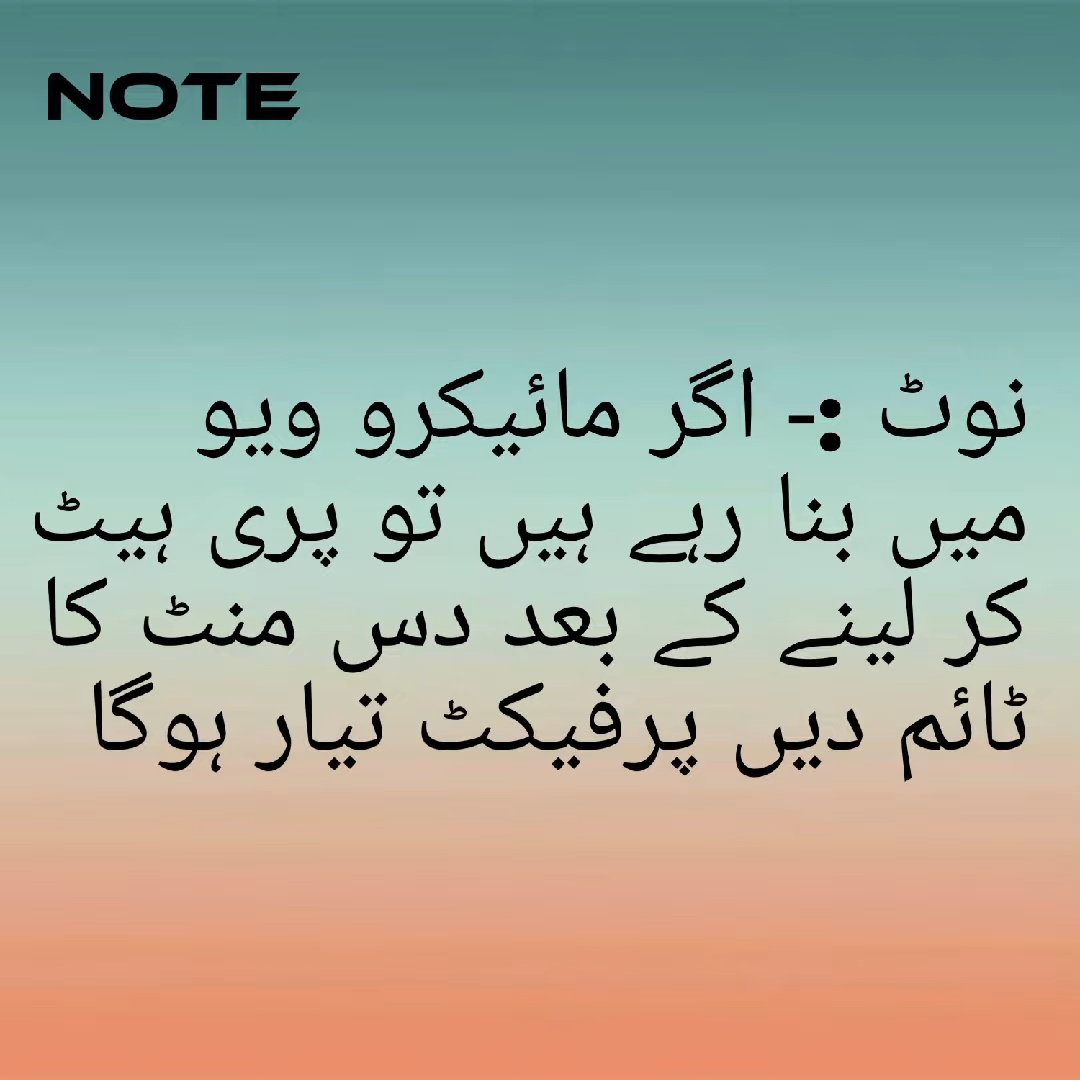 NOTE
نوٹ :- اگر مائیکرو ویو
میں بنا رہے ہیں تو پری ہیٹ
کر لینے کے بعد دس منٹ کا
ٹائم دیں پرفیکٹ تیار ہوگا